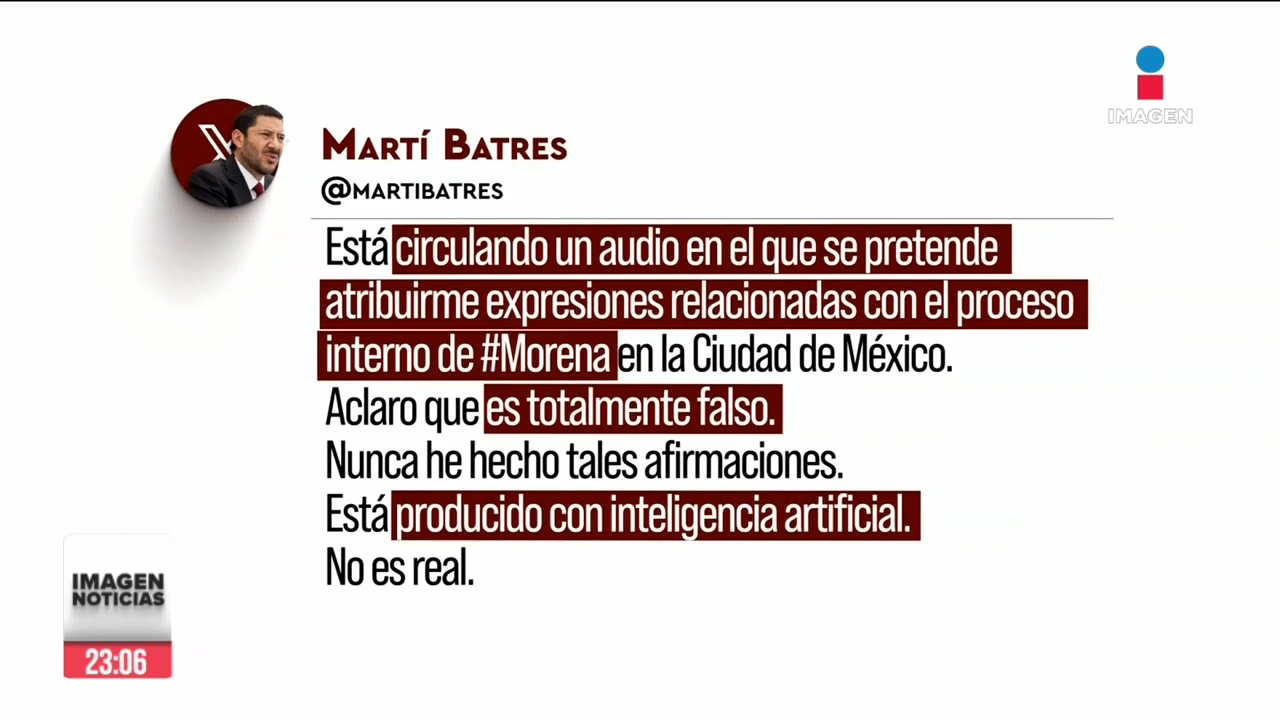 IMAGEN
MARTÍ BATRES
@MARTIBATRES
Está circulando un audio en el que se pretende
atribuirme expresiones relacionadas con el proceso
interno de #Morena en la Ciudad de México.
Aclaro que es totalmente falso.
Nunca he hecho tales afirmaciones.
Está producido con inteligencia artificial.
No es real.
IMAGEN
NOTICIAS
23:06